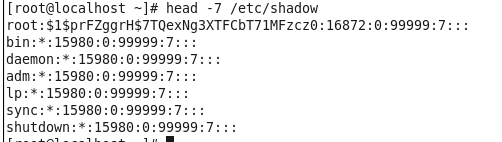 [root@localhost ~]# head -7 /etc/shadow
root:$1$prFZggrH$7TQexNg3XTFCbT71MFzcz0:16872:0:99999:7:::
bin:*:15980:0:99999:7:::
daemon:*:15980:0:99999:7:::
adm:*:15980:0:99999:7:::
lp:*:15980:0:99999:7:::
sync:*:15980:0:99999:7:::
shutdown:*:15980:0:99999:7:::
[root@localhost ~]#